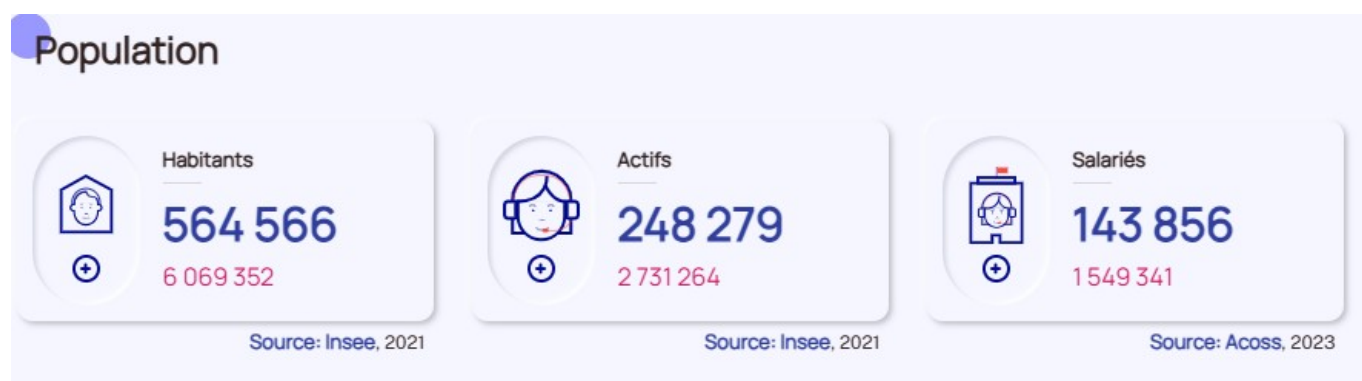 Population
Habitants
564 566
6 069 352
Source: Insee, 2021
Actifs
248 279
2 731 264
Source: Insee, 2021
Salariés
143 856
1 549 341
Source: Acoss, 2023